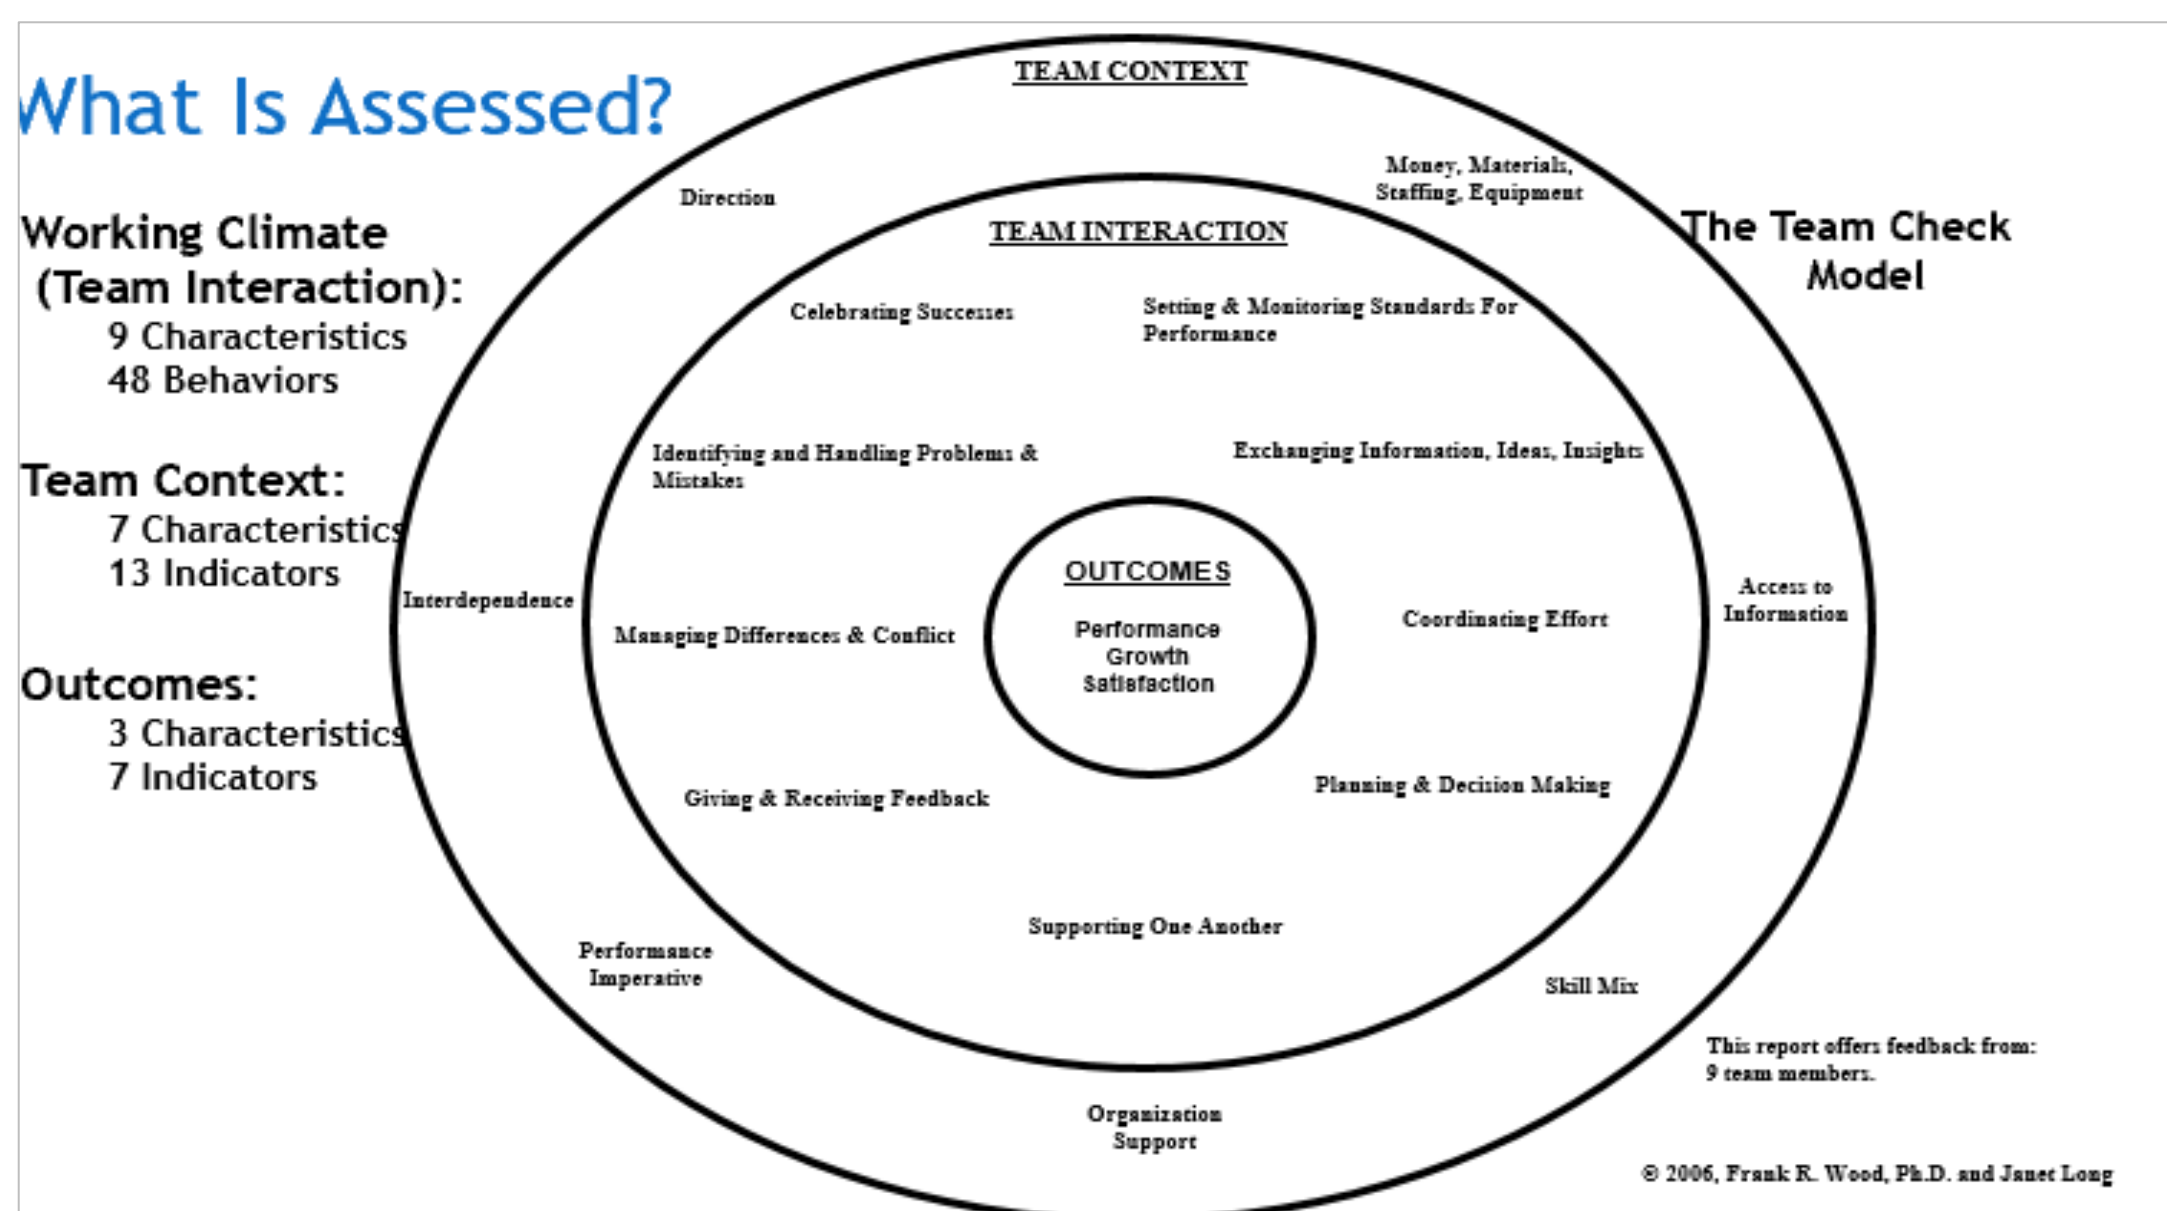 What Is Assessed?
Working Climate
(Team Interaction):
9 Characteristics
48 Behaviors
Team Context:
7 Characteristics
13 Indicators
Outcomes:
3 Characteristics
7 Indicators
TEAM CONTEXT
Direction
Money, Materials,
Staffing, Equipment
The Team Check
Model
TEAM INTERACTION
Celebrating Successes
Setting & Monitoring Standards For
Performance
Identifying and Handling Problems &
Mistakes
Exchanging Information, Ideas, Insights
OUTCOMES
Performance
Growth
Satisfaction
Interdependence
Managing Differences & Conflict
Coordinating Effort
Access to
Information
Giving & Receiving Feedback
Planning & Decision Making
Supporting One Another
Performance
Imperative
Skill Mix
Organization
Support
This report offers feedback from:
9 team members.
© 2006, Frank R. Wood, Ph.D. and Janet Long